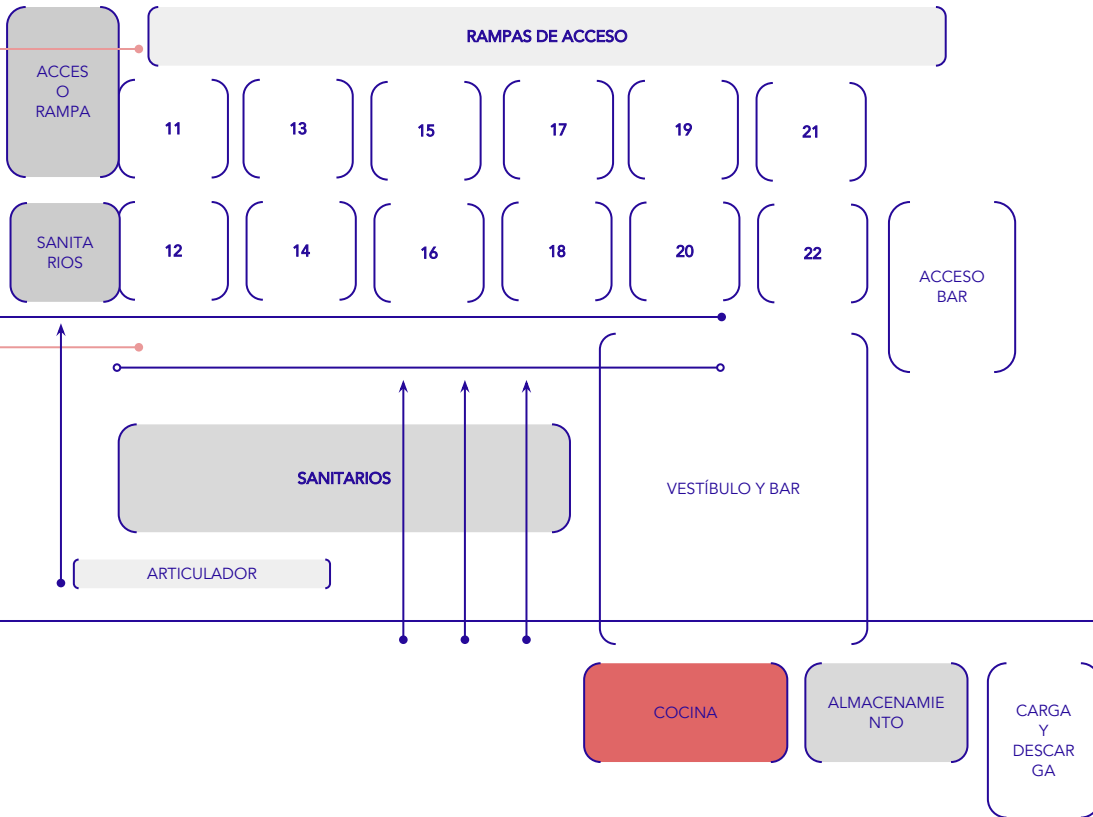 RAMPAS DE ACCESO
ACCES
O
RAMPA
11
13
15
17
19
21
SANITA
RIOS
12
14
16
18
20
22
ACCESO
BAR
SANITARIOS
VESTÍBULO Y BAR
ARTICULADOR
COCINA
ALMACENAMIE
NTO
CARGA
Y
DESCAR
GA